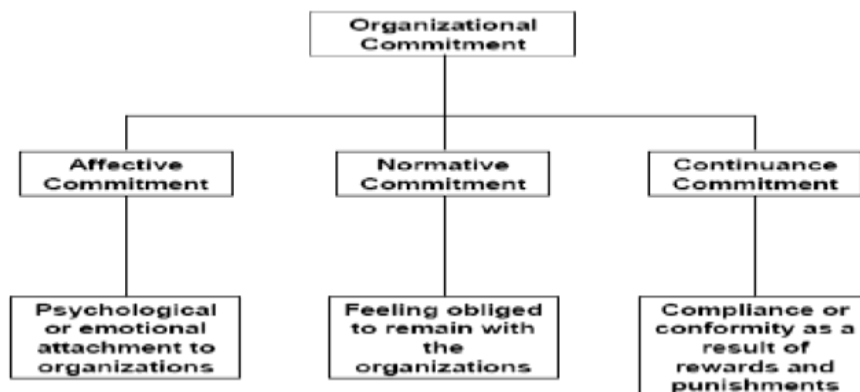 Organizational
Commitment
Affective
Commitment
Normative
Commitment
Continuance
Commitment
Psychological
or emotional
attachment to
organizations
Feeling obliged
to remain with
the
organizations
Compliance or
conformity as a
result of
rewards and
punishments